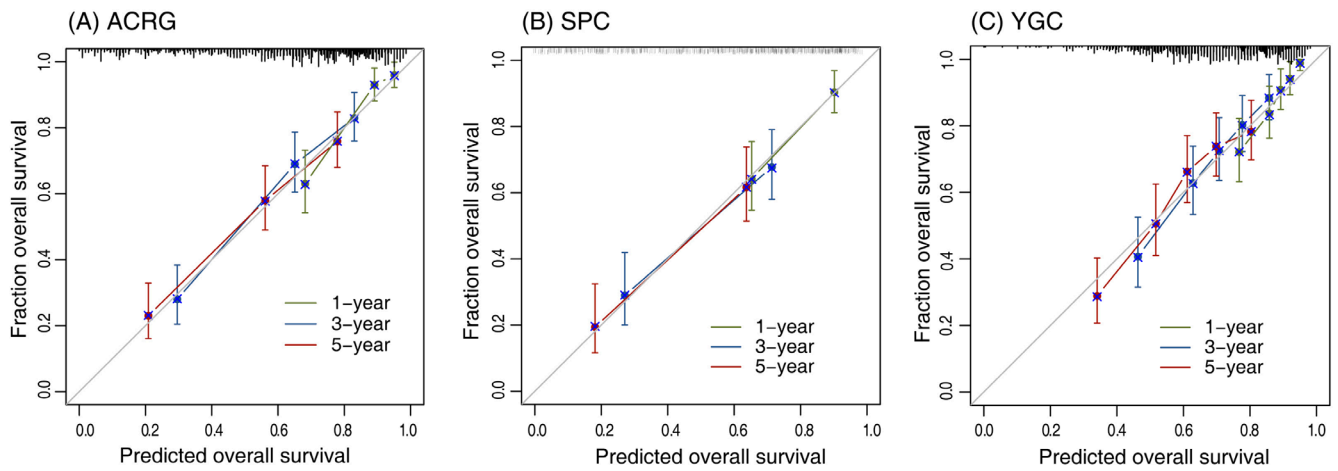 (A) ACRG
Fraction overall survival
1.0
0.8
0.6
0.4
0.2
0.0
1−year
3−year
5−year
0.0 0.2 0.4 0.6 0.8 1.0
Predicted overall survival
(B) SPC
Fraction overall survival
1.0
0.8
0.6
0.4
0.2
0.0
1−year
3−year
5−year
0.0 0.2 0.4 0.6 0.8 1.0
Predicted overall survival
(C) YGC
Fraction overall survival
1.0
0.8
0.6
0.4
0.2
0.0
1−year
3−year
5−year
0.0 0.2 0.4 0.6 0.8 1.0
Predicted overall survival